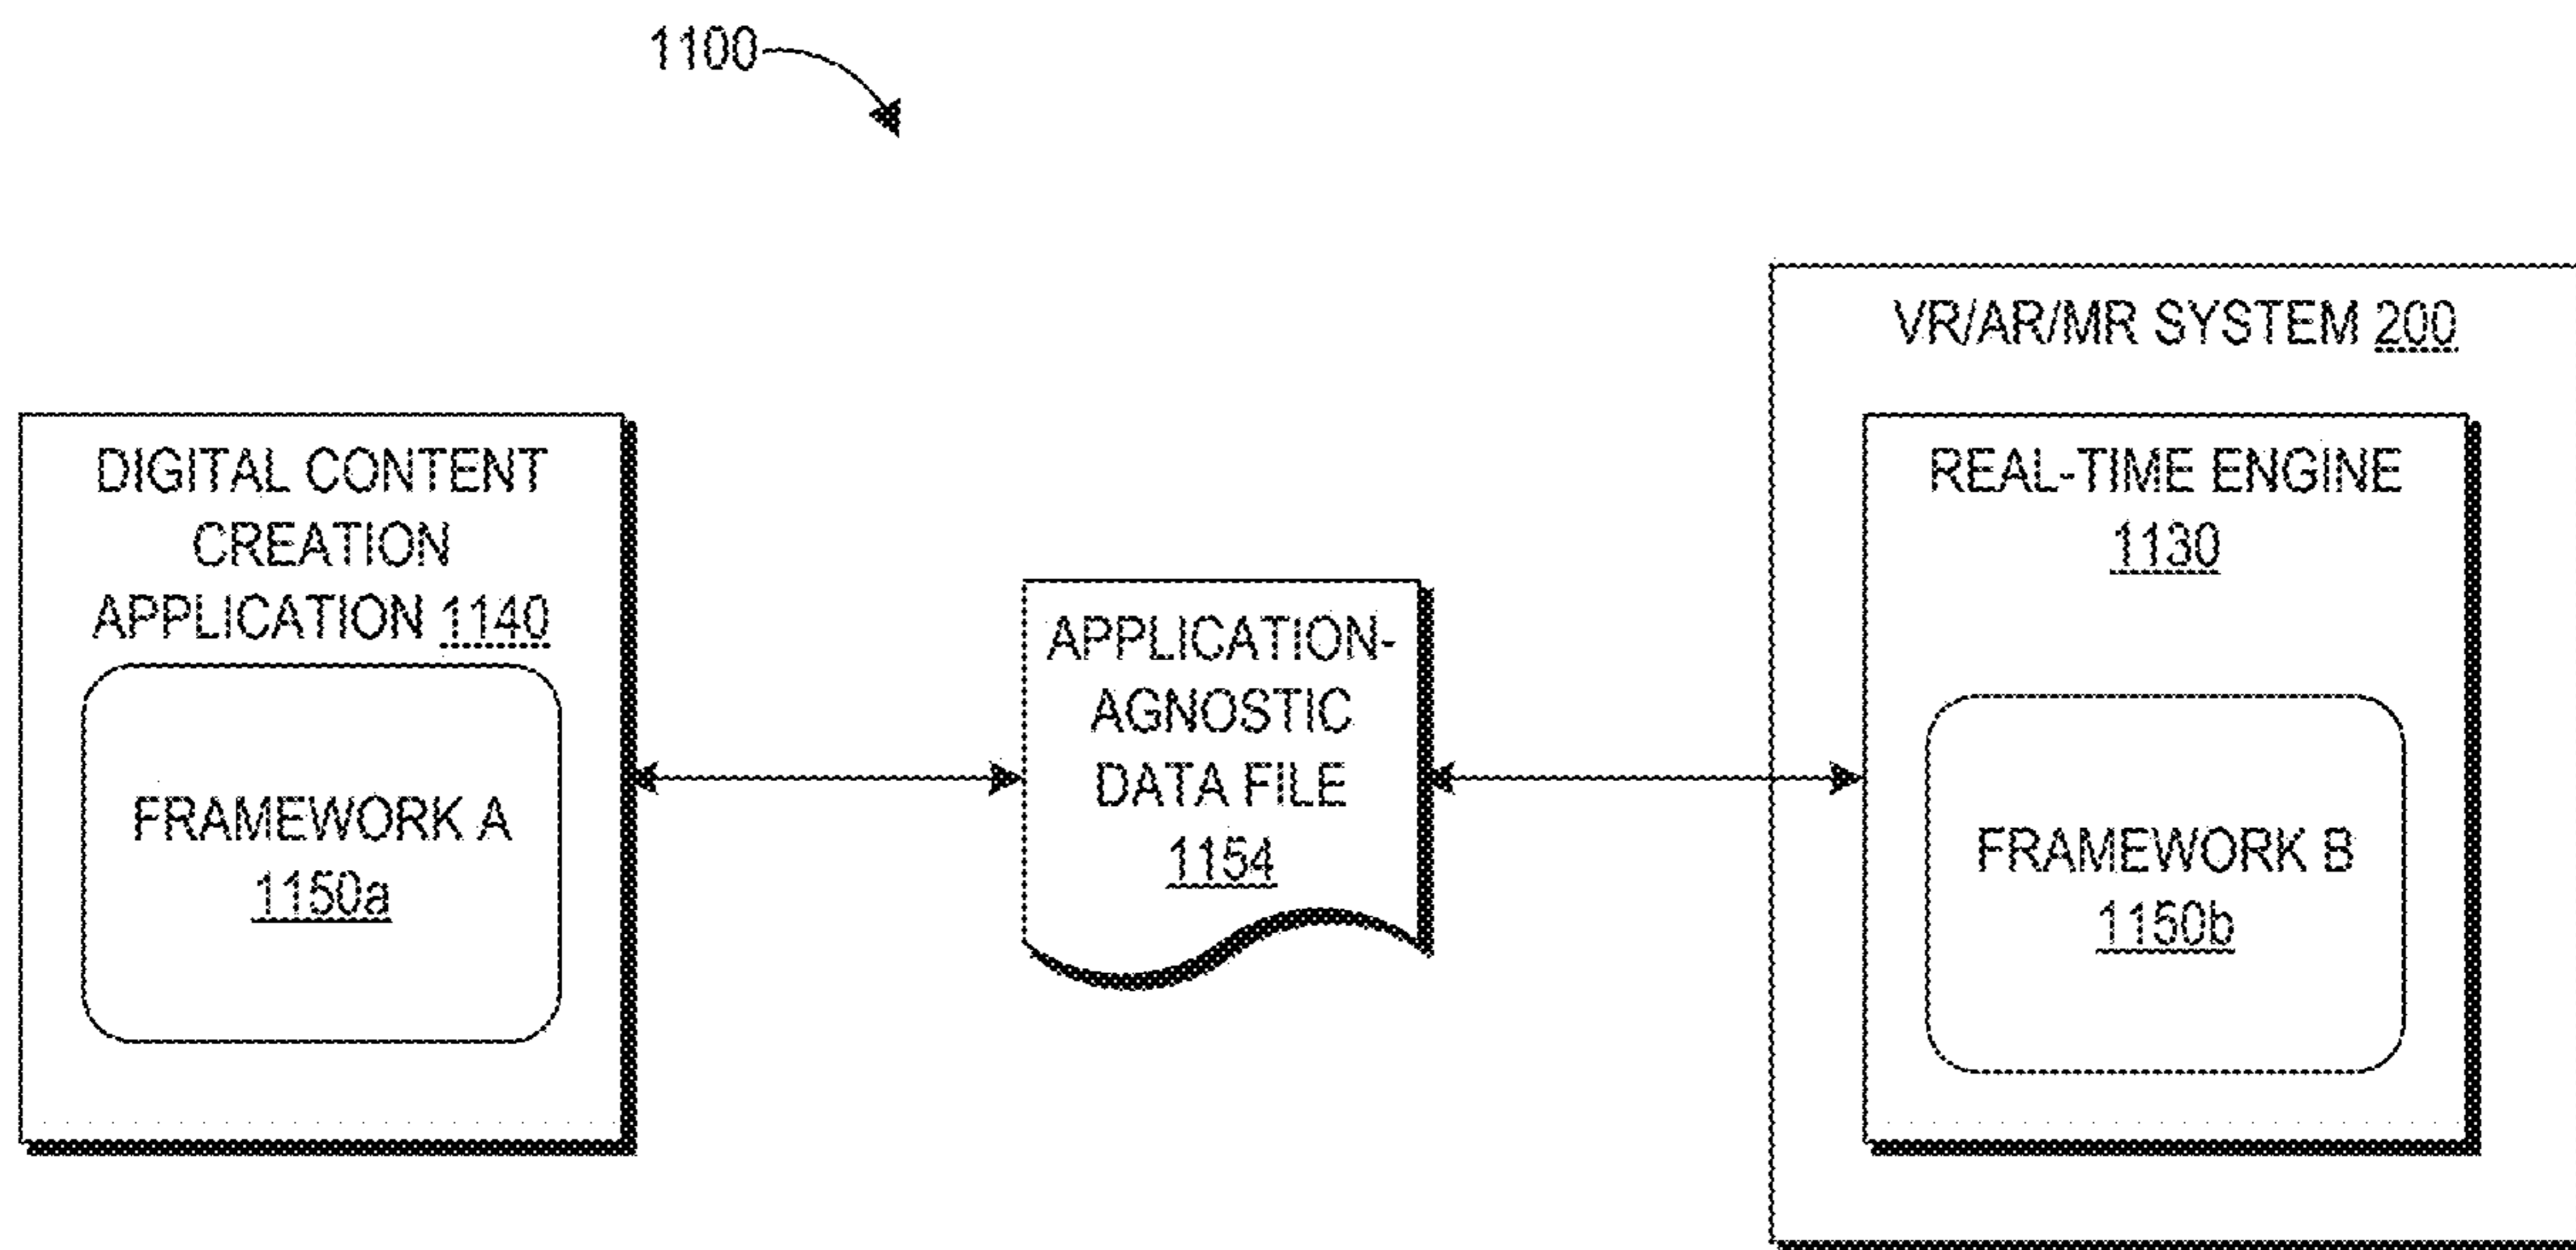 1100
DIGITAL CONTENT
CREATION
APPLICATION 1140
FRAMEWORK A
1150a
APPLICATION-
AGNOSTIC
DATA FILE
1154
VR/AR/MR SYSTEM 200
REAL-TIME ENGINE
1130
FRAMEWORK B
1150b